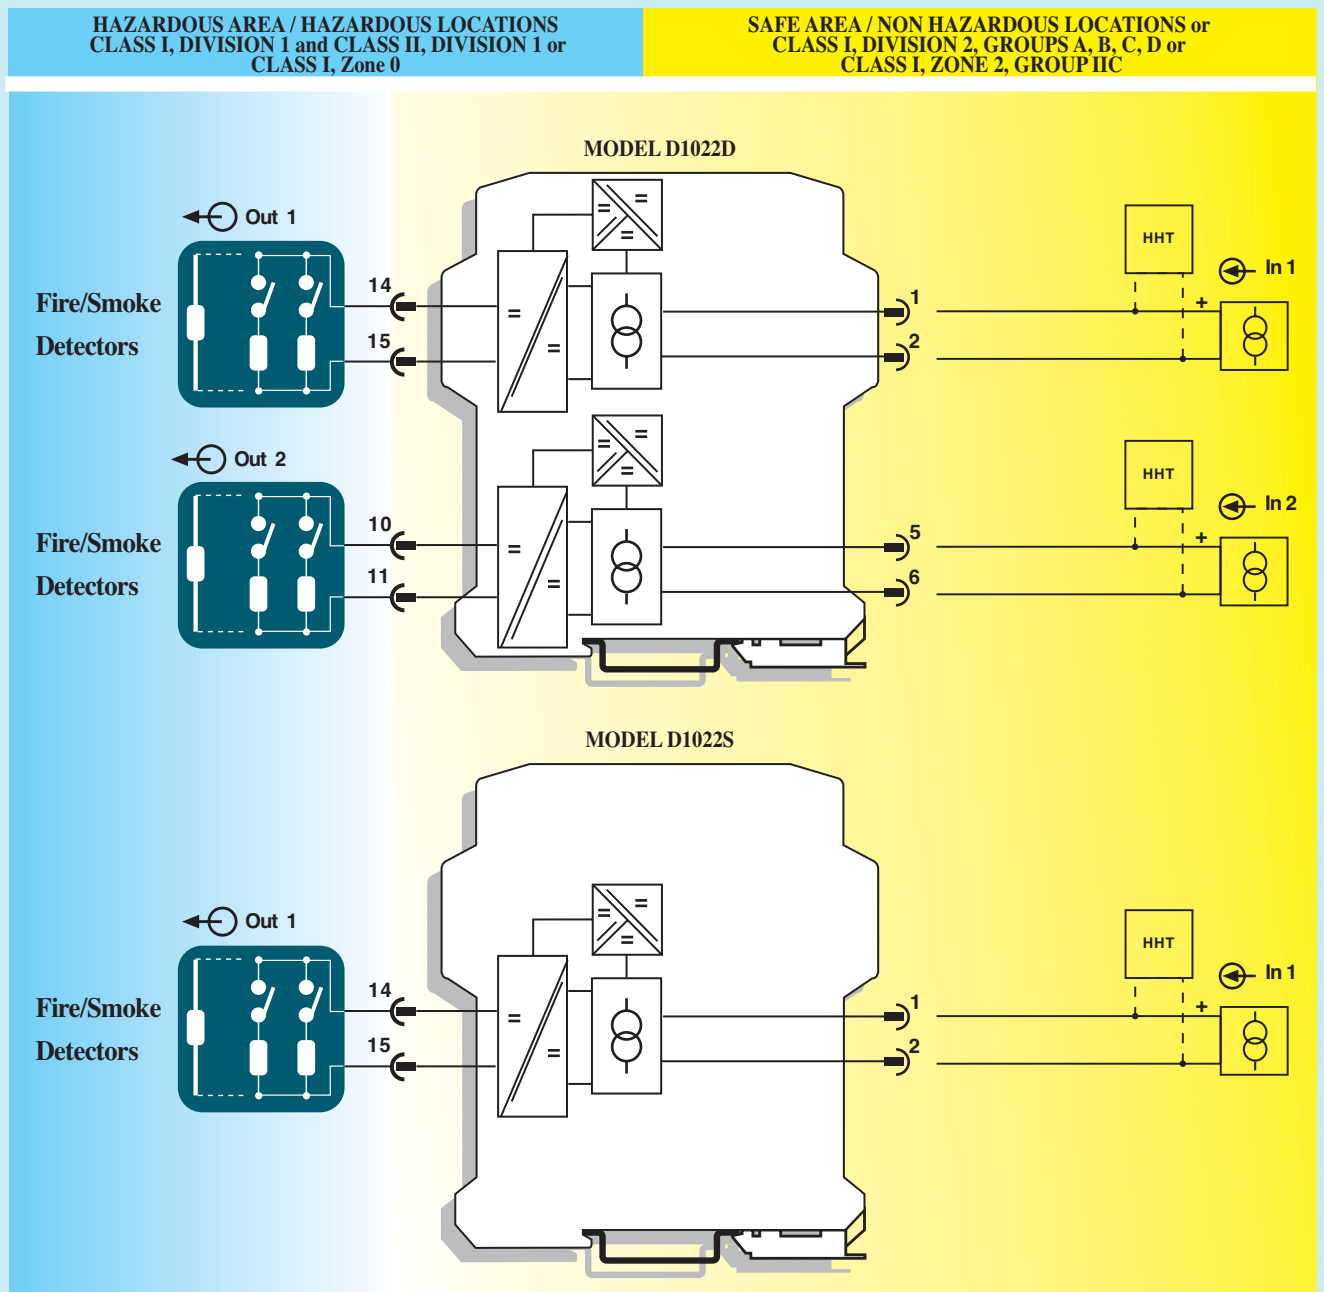 HAZARDOUS AREA / HAZARDOUS LOCATIONS
CLASS I, DIVISION 1 and CLASS II, DIVISION 1 or
CLASS I, Zone 0
SAFE AREA / NON HAZARDOUS LOCATIONS or
CLASS I, DIVISION 2, GROUPS A, B, C, D or
CLASS I, ZONE 2, GROUP IIC
MODEL D1022D
Out 1
Fire/Smoke
Detectors
14
15
1
2
HHT
In 1
+
Out 2
Fire/Smoke
Detectors
10
11
5
6
HHT
In 2
+
MODEL D1022S
Out 1
Fire/Smoke
Detectors
14
15
1
2
HHT
In 1
+